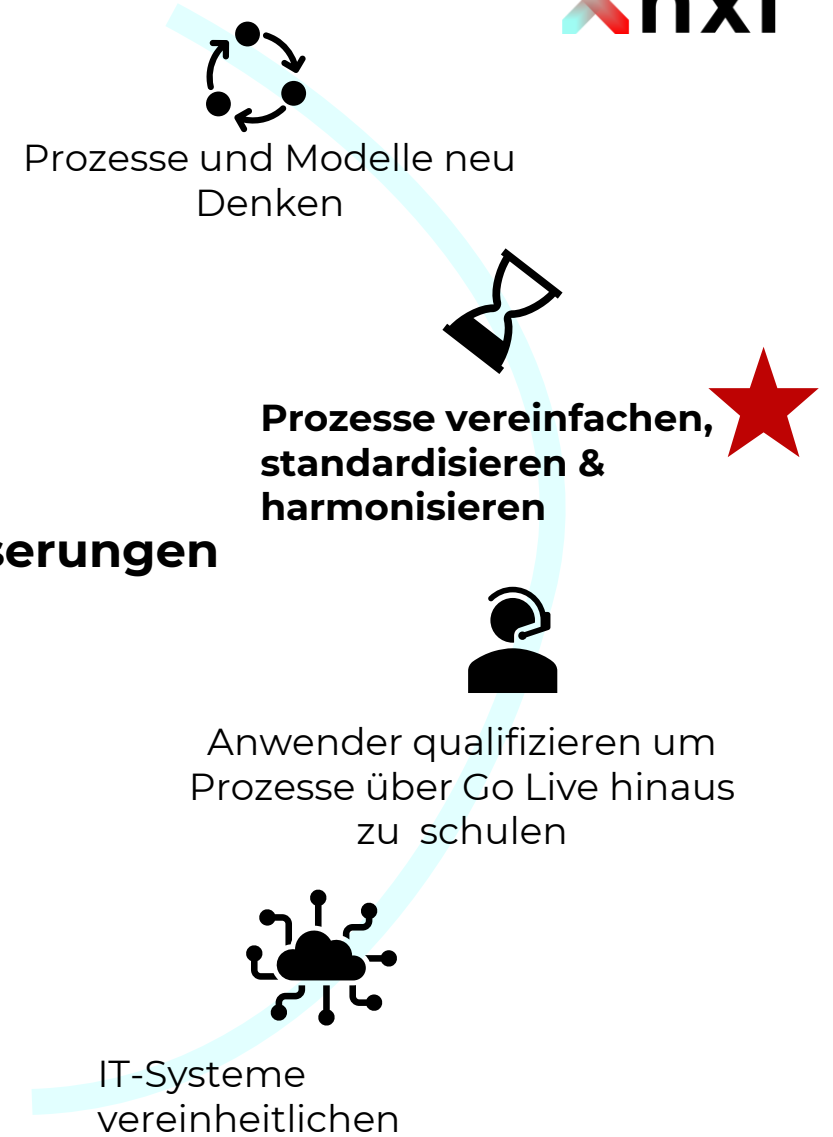 Prozesse und Modelle neu
Denken
Prozesse vereinfachen,
standardisieren &
harmonisieren
serungen
Anwender qualifizieren um
Prozesse über Go Live hinaus
zu  schulen
IT-Systeme
vereinheitlichen